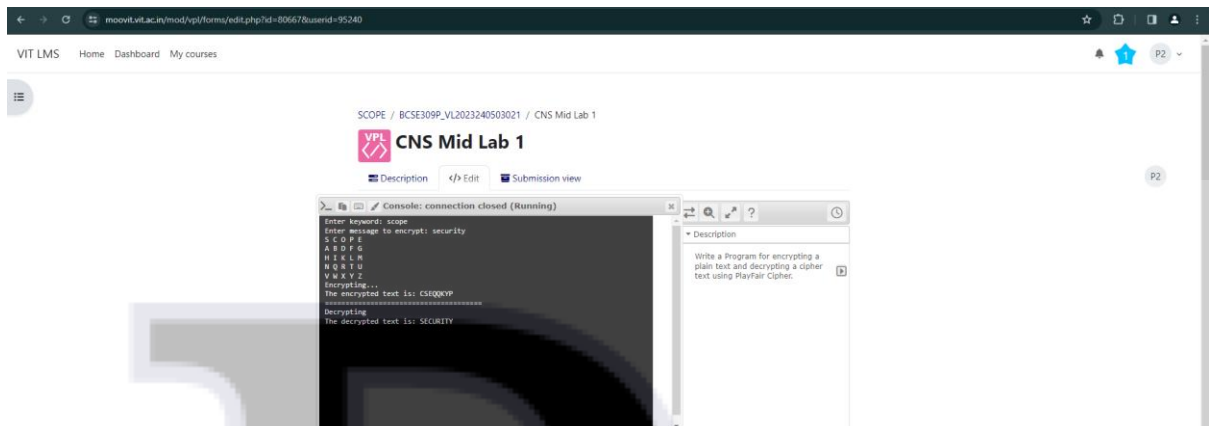 moovit.vit.ac.in/mod/vpl/forms/edit.php?id=80667&userid=95240
VIT LMS Home Dashboard My courses
1 P2
SCOPE / BCSE309P_VL2023240503021 / CNS Mid Lab 1
VPL CNS Mid Lab 1
Description </> Edit Submission view
P2
>_ Console: connection closed (Running)
?
Enter keyword: scope
Enter message to encrypt: security
S C O P E
A B D F G
H I K L M
N Q R T U
V W X Y Z
Encrypting...
The encrypted text is: CSEQQKYP
=====================================
Decrypting
The decrypted text is: SECURITY
Description
Write a Program for encrypting a
plain text and decrypting a cipher
text using PlayFair Cipher.